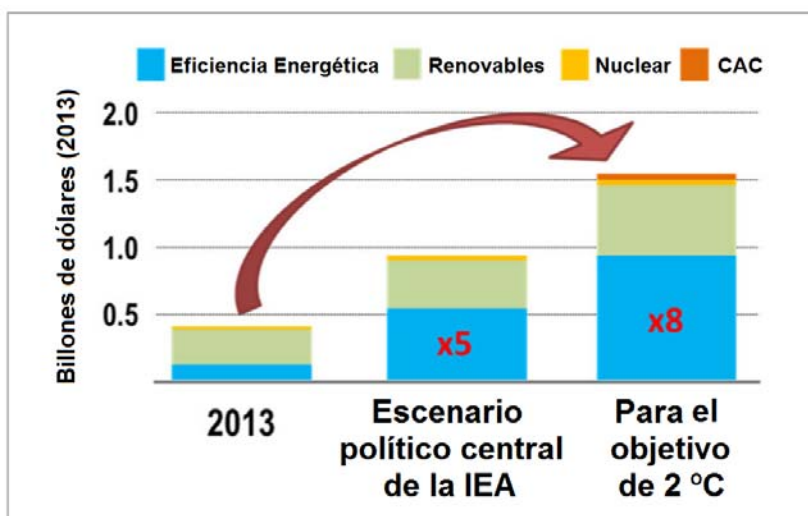 Eficiencia Energética Renovables Nuclear CAC
Billones de dólares (2013)
2.0
1.5
1.0
0.5
x5
x8
2013
Escenario
político central
de la IEA
Para el
objetivo
de 2 ºC